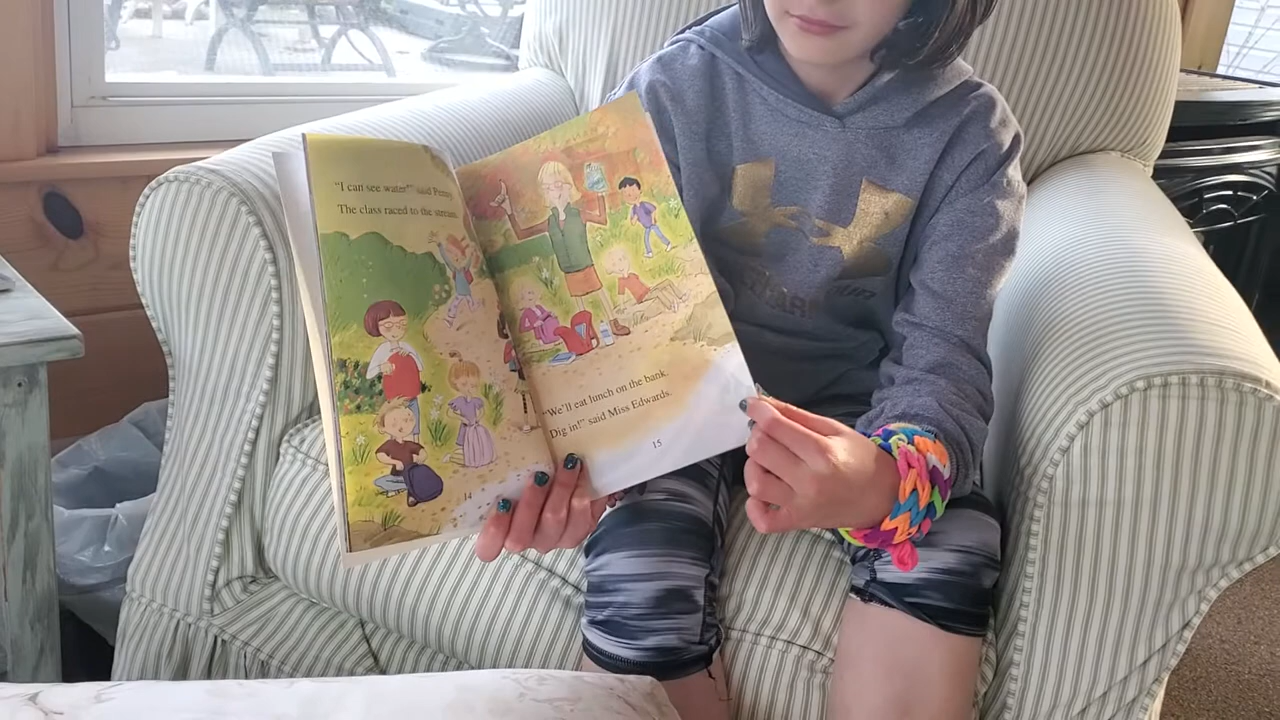 "I can see water!" said Penny.
The class raced to the stream.
14
"We'll eat lunch on the bank.
Dig in!" said Miss Edwards.
15